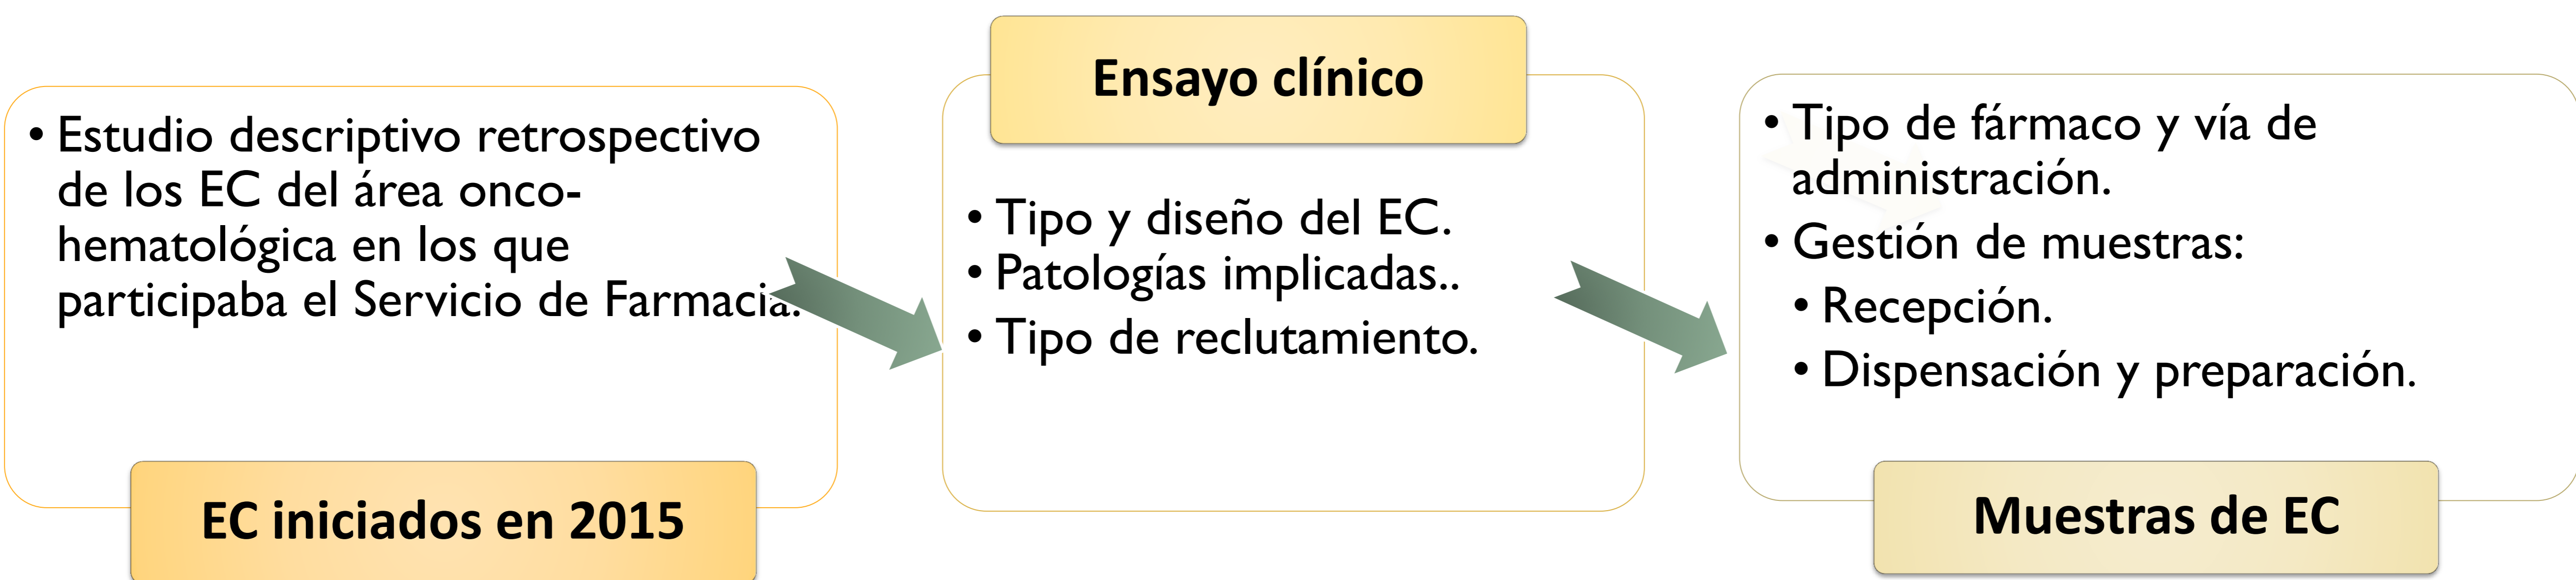 • Estudio descriptivo retrospectivo
de los EC del área onco-
hematológica en los que
participaba el Servicio de Farmacia.
EC iniciados en 2015
Ensayo clínico
• Tipo y diseño del EC.
• Patologías implicadas..
• Tipo de reclutamiento.
• Tipo de fármaco y vía de
administración.
• Gestión de muestras:
• Recepción.
• Dispensación y preparación.
Muestras de EC